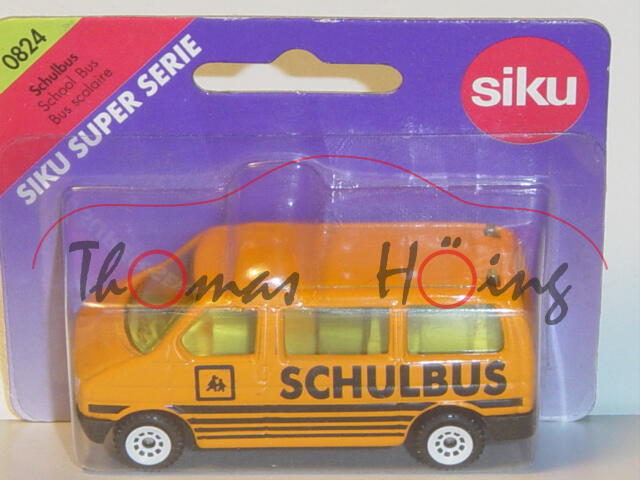 0824
Schulbus
School Bus
Bus scolaire
SIKU SUPER SERIE
siku
Thomas Höing
SCHULBUS